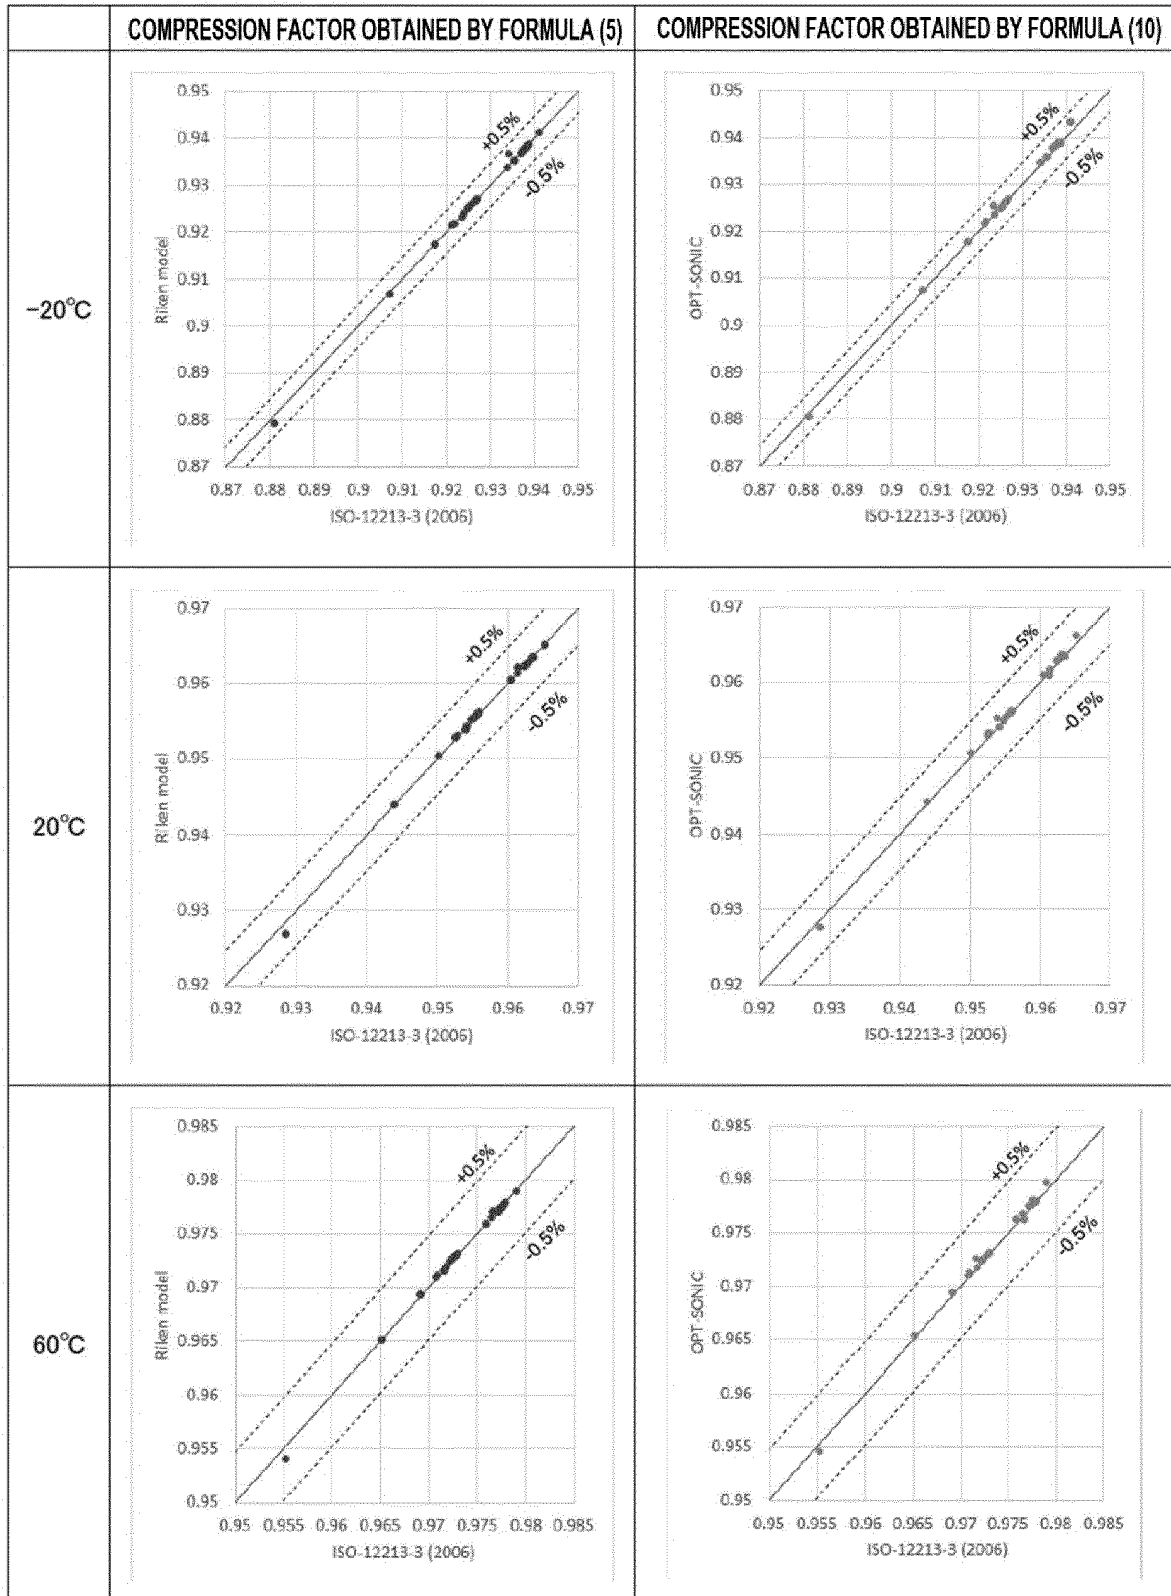 COMPRESSION FACTOR OBTAINED BY FORMULA (5)
COMPRESSION FACTOR OBTAINED BY FORMULA (10)
−20°C
0.95
0.94
0.93
0.92
0.91
0.9
0.89
0.88
0.87
Riken model
+0.5%
-0.5%
0.87 0.88 0.89 0.9 0.91 0.92 0.93 0.94 0.95
ISO-12213-3 (2006)
0.95
0.94
0.93
0.92
0.91
0.9
0.89
0.88
0.87
OPT-SONIC
+0.5%
-0.5%
0.87 0.88 0.89 0.9 0.91 0.92 0.93 0.94 0.95
ISO-12213-3 (2006)
20°C
0.97
0.96
0.95
0.94
0.93
0.92
Riken model
+0.5%
-0.5%
0.92 0.93 0.94 0.95 0.96 0.97
ISO-12213-3 (2006)
0.97
0.96
0.95
0.94
0.93
0.92
OPT-SONIC
+0.5%
-0.5%
0.92 0.93 0.94 0.95 0.96 0.97
ISO-12213-3 (2006)
60°C
0.985
0.98
0.975
0.97
0.965
0.96
0.955
0.95
Riken model
+0.5%
-0.5%
0.95 0.955 0.96 0.965 0.97 0.975 0.98 0.985
ISO-12213-3 (2006)
0.985
0.98
0.975
0.97
0.965
0.96
0.955
0.95
OPT-SONIC
+0.5%
-0.5%
0.95 0.955 0.96 0.965 0.97 0.975 0.98 0.985
ISO-12213-3 (2006)